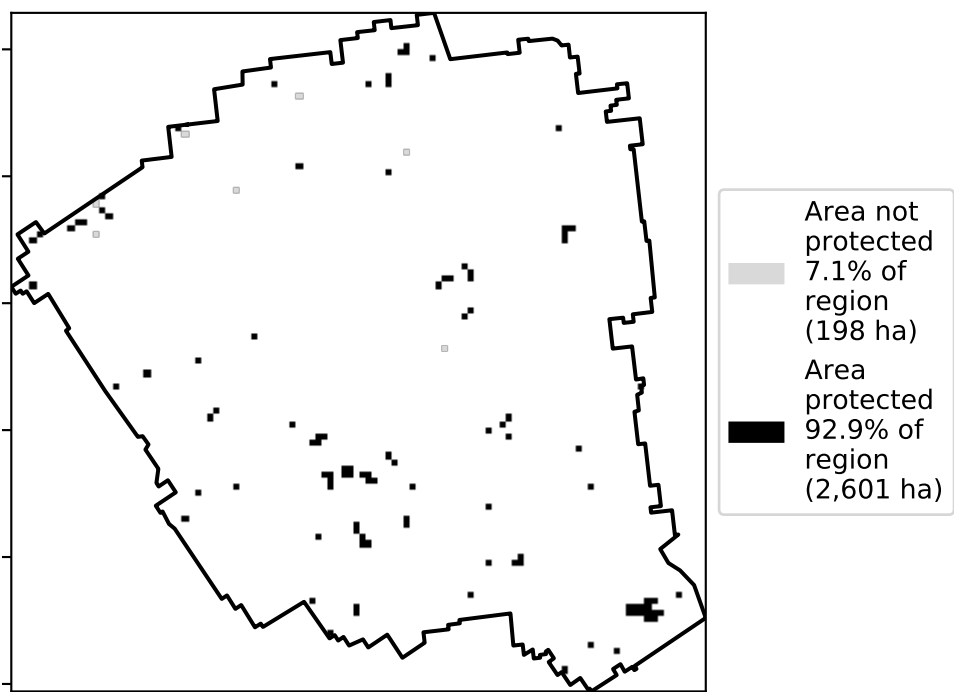 Area not
protected
7.1% of
region
(198 ha)
Area
protected
92.9% of
region
(2,601 ha)